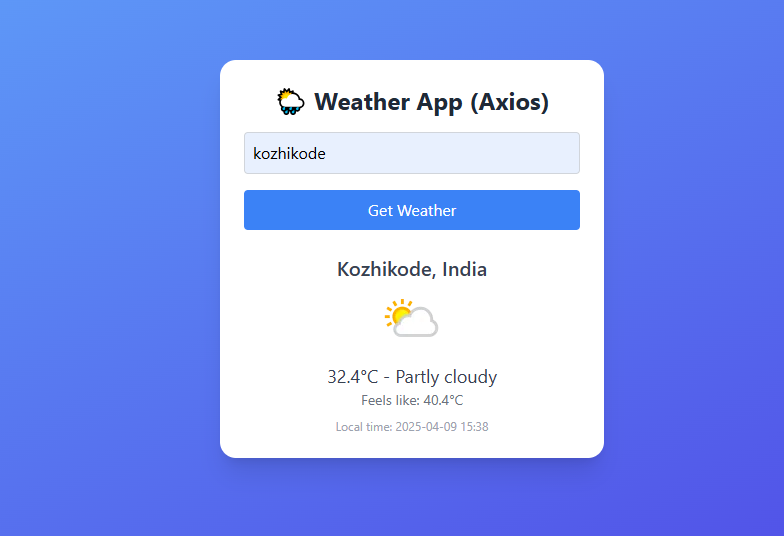 Weather App (Axios)
kozhikode
Get Weather
Kozhikode, India
32.4°C - Partly cloudy
Feels like: 40.4°C
Local time: 2025-04-09 15:38